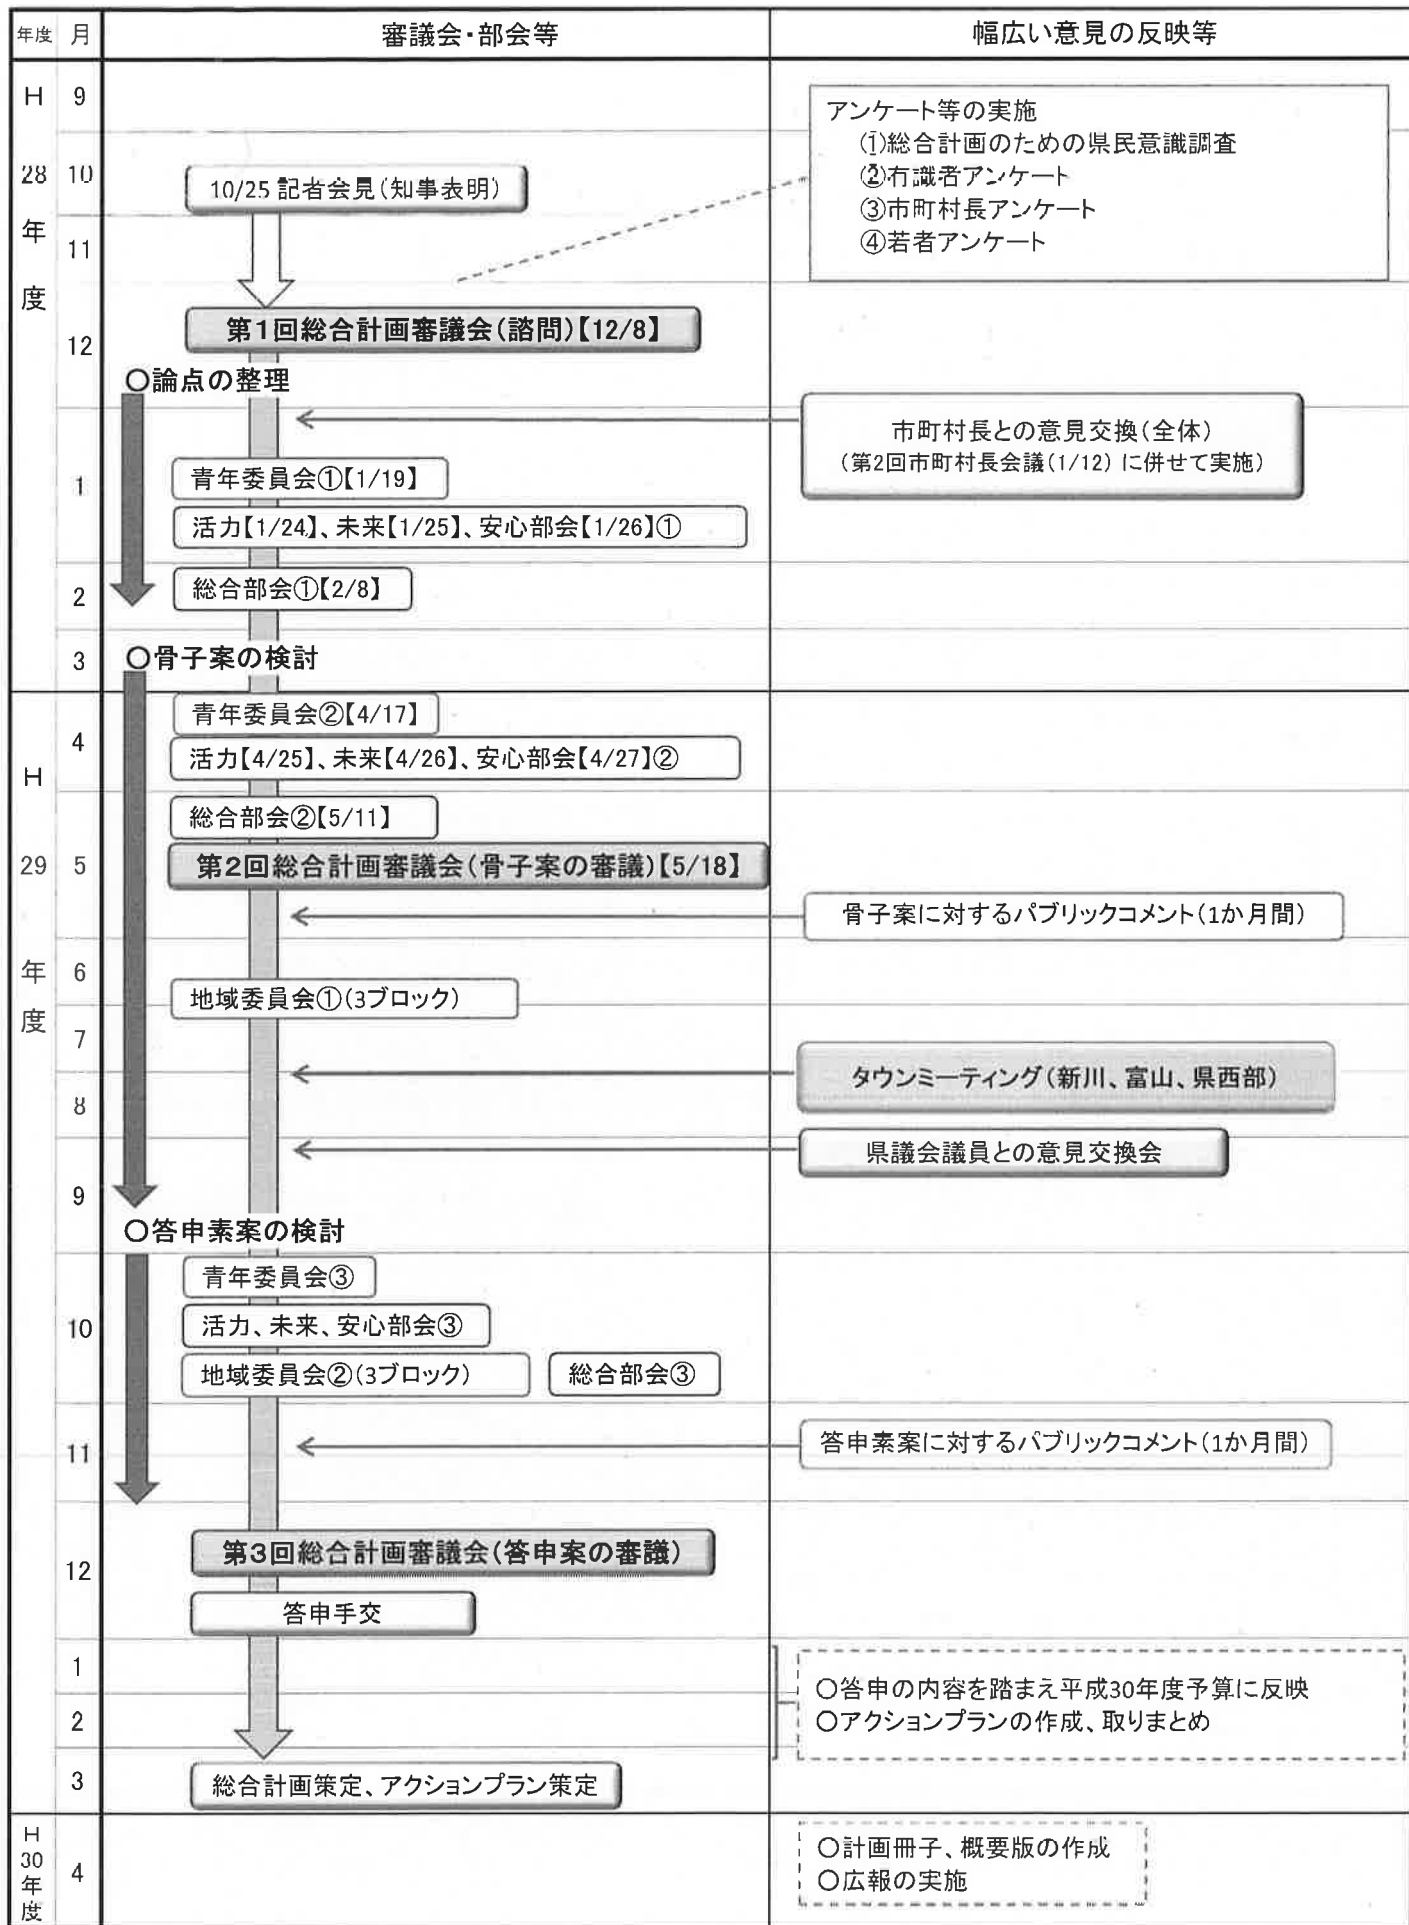 年度 月 審議会・部会等 幅広い意見の反映等
H 28 年度
9
アンケート等の実施
①総合計画のための県民意識調査
②有識者アンケート
③市町村長アンケート
④若者アンケート
10
10/25 記者会見(知事表明)
11
12
第1回総合計画審議会(諮問)【12/8】
○論点の整理
市町村長との意見交換(全体)
(第2回市町村長会議(1/12)に併せて実施)
1
青年委員会①【1/19】
活力【1/24】、未来【1/25】、安心部会【1/26】①
2
総合部会①【2/8】
3
○骨子案の検討
H 29 年度
4
青年委員会②【4/17】
活力【4/25】、未来【4/26】、安心部会【4/27】②
5
総合部会②【5/11】
第2回総合計画審議会(骨子案の審議)【5/18】
骨子案に対するパブリックコメント(1か月間)
6
地域委員会①(3ブロック)
7
タウンミーティング(新川、富山、県西部)
8
県議会議員との意見交換会
9
○答申素案の検討
10
青年委員会③
活力、未来、安心部会③
地域委員会②(3ブロック) 総合部会③
11
答申素案に対するパブリックコメント(1か月間)
12
第3回総合計画審議会(答申案の審議)
答申手交
1
○答申の内容を踏まえ平成30年度予算に反映
2
○アクションプランの作成、取りまとめ
3
総合計画策定、アクションプラン策定
H 30 年度
4
○計画冊子、概要版の作成
○広報の実施